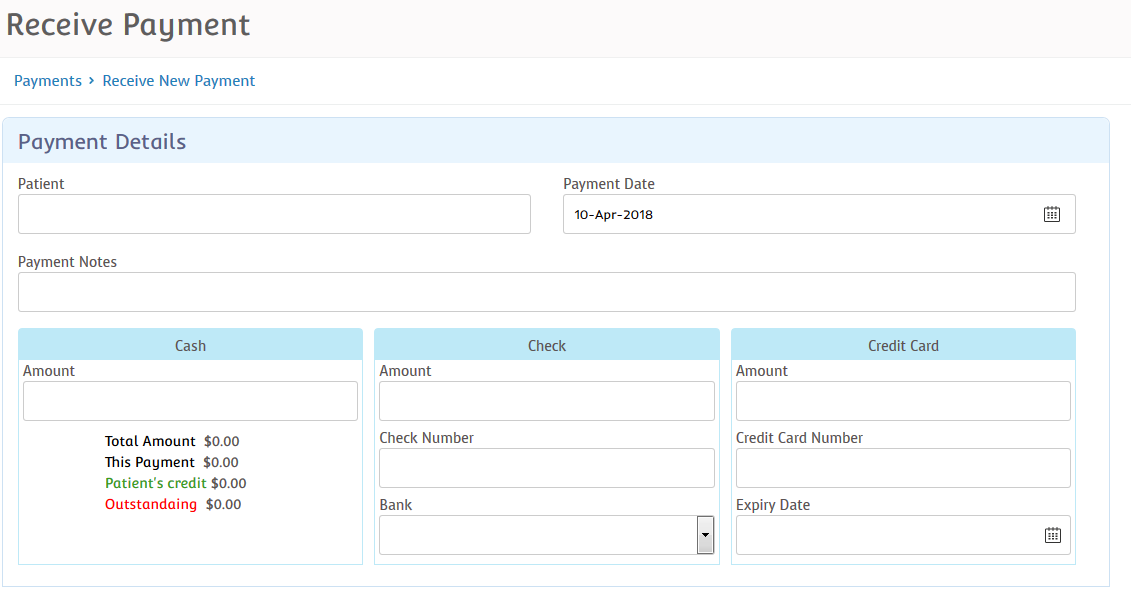 Receive Payment
Payments › Receive New Payment
Payment Details
Patient
Payment Date
10-Apr-2018
Payment Notes
Cash
Amount
Total Amount $0.00
This Payment $0.00
Patient's credit $0.00
Outstandaing $0.00
Check
Amount
Check Number
Bank
Credit Card
Amount
Credit Card Number
Expiry Date